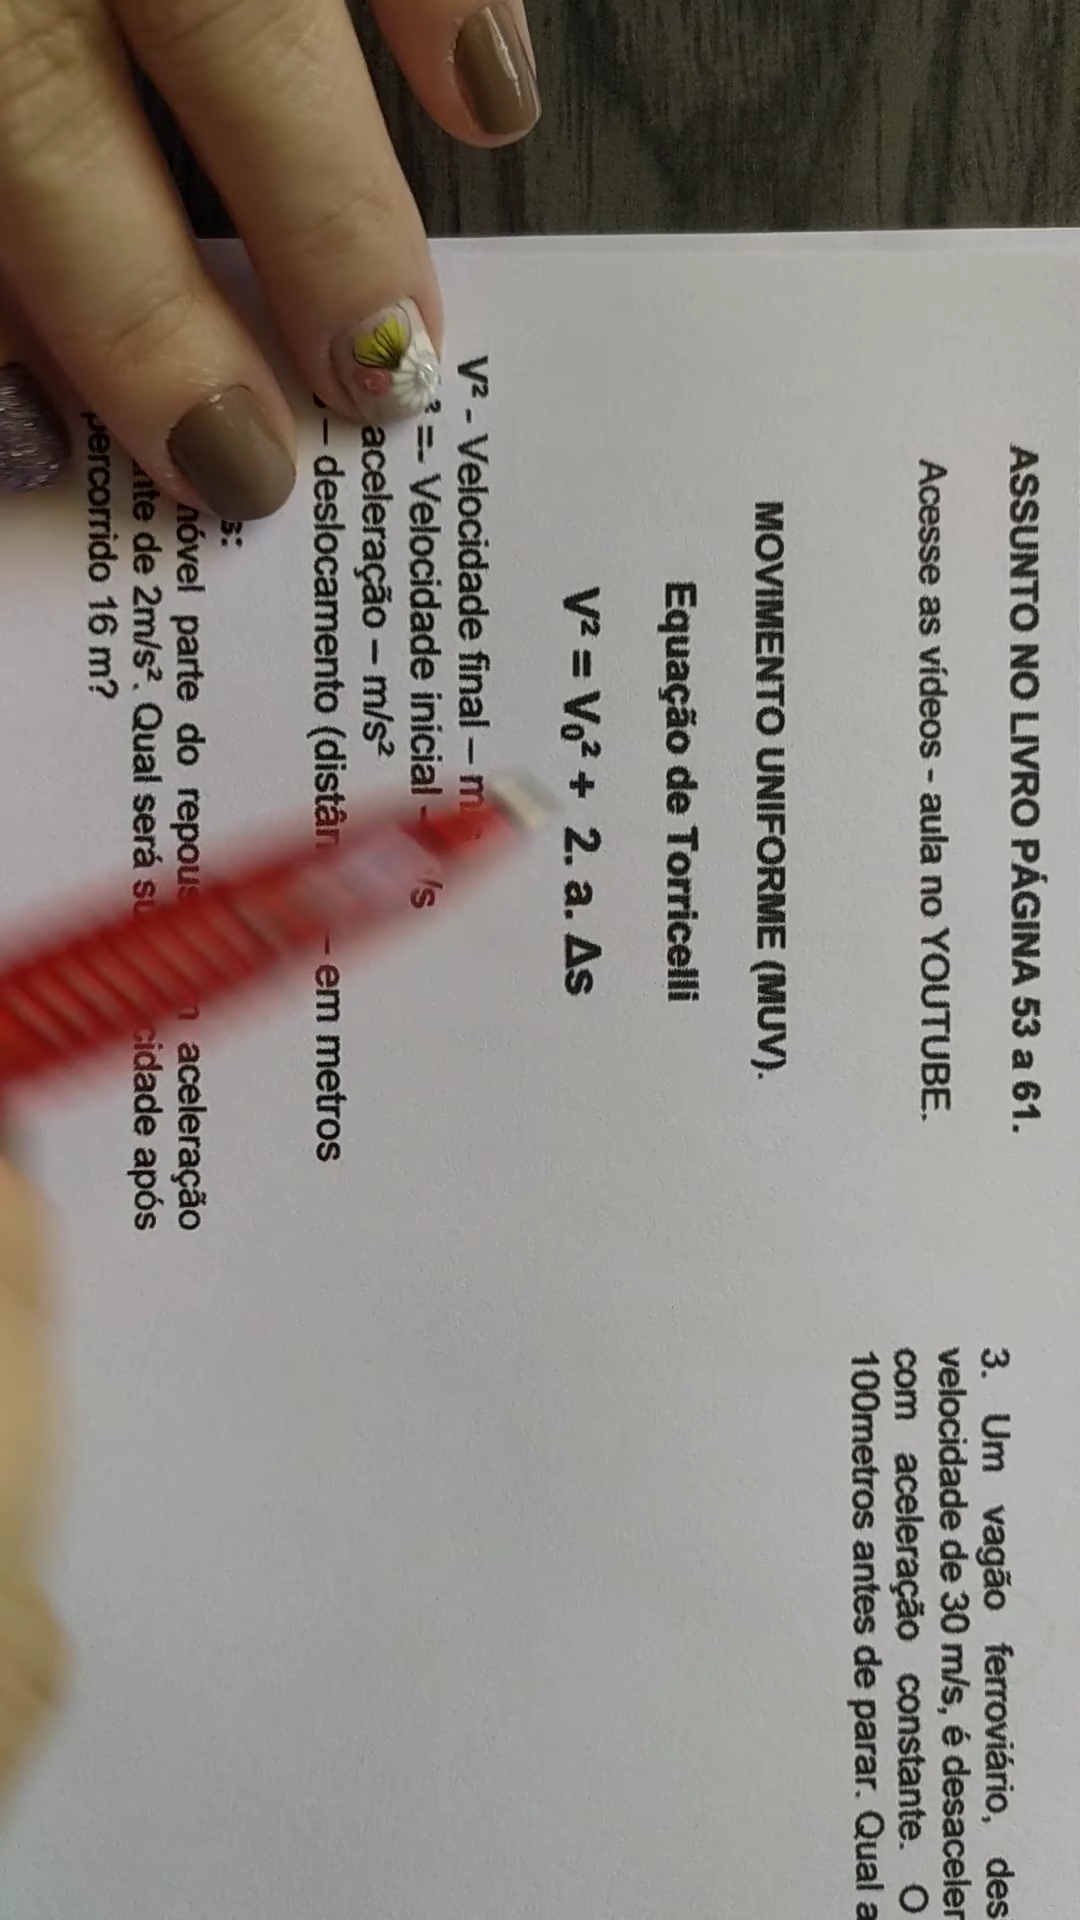 ASSUNTO NO LIVRO PÁGINA 53 a 61.
Acesse as vídeos - aula no YOUTUBE.
MOVIMENTO UNIFORME (MUV).
Equação de Torricelli
V² = V₀² + 2. a. Δs
V² - Velocidade final –
² =- Velocidade inicial - /s
aceleração – m/s²
– deslocamento (distân – em metros
s:
móvel parte do repous aceleração
nte de 2m/s². Qual será su cidade após
percorrido 16 m?
3. Um vagão ferroviário, des
velocidade de 30 m/s, é desaceler
com aceleração constante. O
100metros antes de parar. Qual a